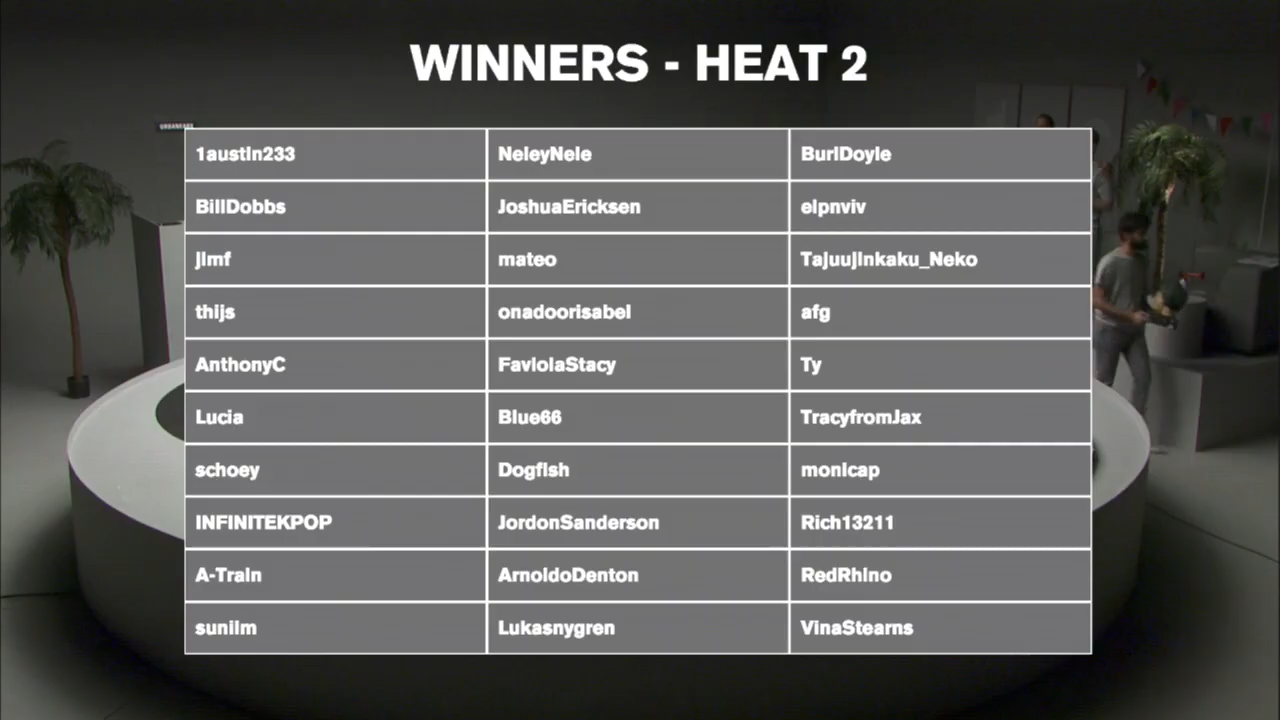 WINNERS - HEAT 2
1austin233 NeleyNele BurlDoyle
BillDobbs JoshuaEricksen elpnviv
jimf mateo TajuujInkaku_Neko
thijs onadoorisabel afg
AnthonyC FaviolaStacy Ty
Lucia Blue66 TracyfromJax
schoey Dogfish monicap
INFINITEKPOP JordonSanderson Rich13211
A-Train ArnoldoDenton RedRhino
sunilm Lukasnygren VinaStearns